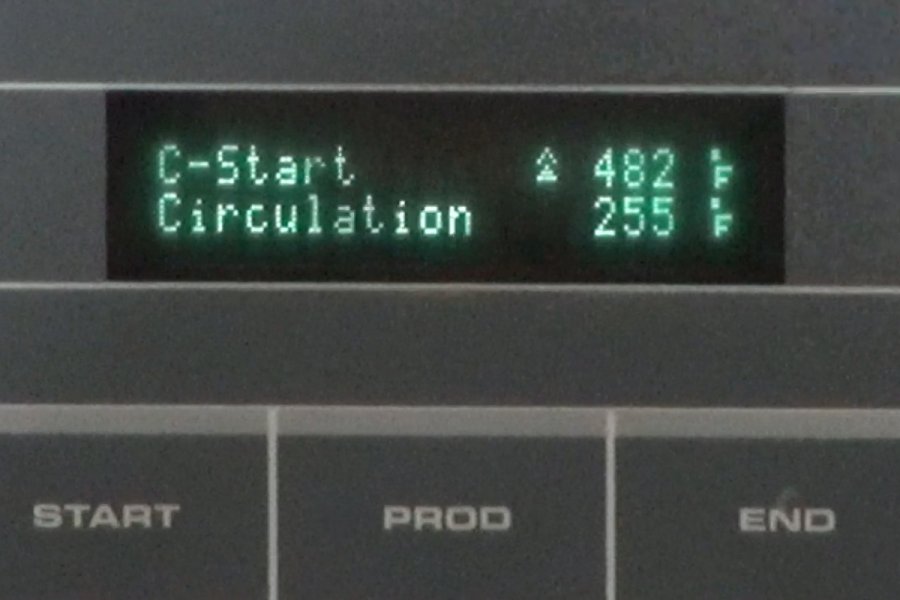 C-Start ⇑ 482 °F
Circulation 255 °F
START PROD END